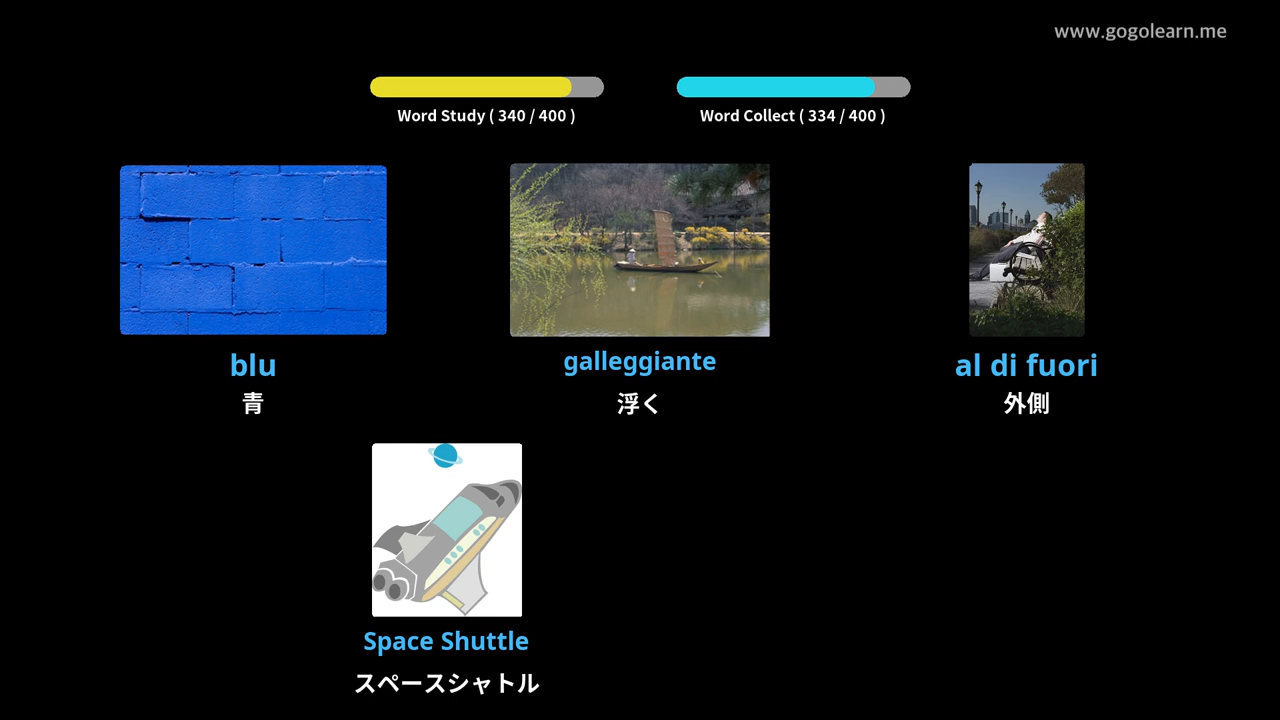 www.gogolearn.me
Word Study ( 340 / 400 )
Word Collect ( 334 / 400 )
blu
青
galleggiante
浮く
al di fuori
外側
Space Shuttle
スペースシャトル